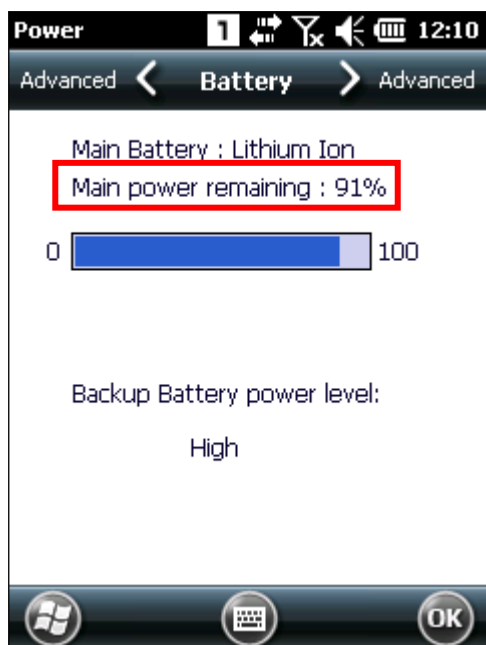 Power 1 12:10
Advanced Battery Advanced
Main Battery : Lithium Ion
Main power remaining : 91%
0 100
Backup Battery power level:
High
OK